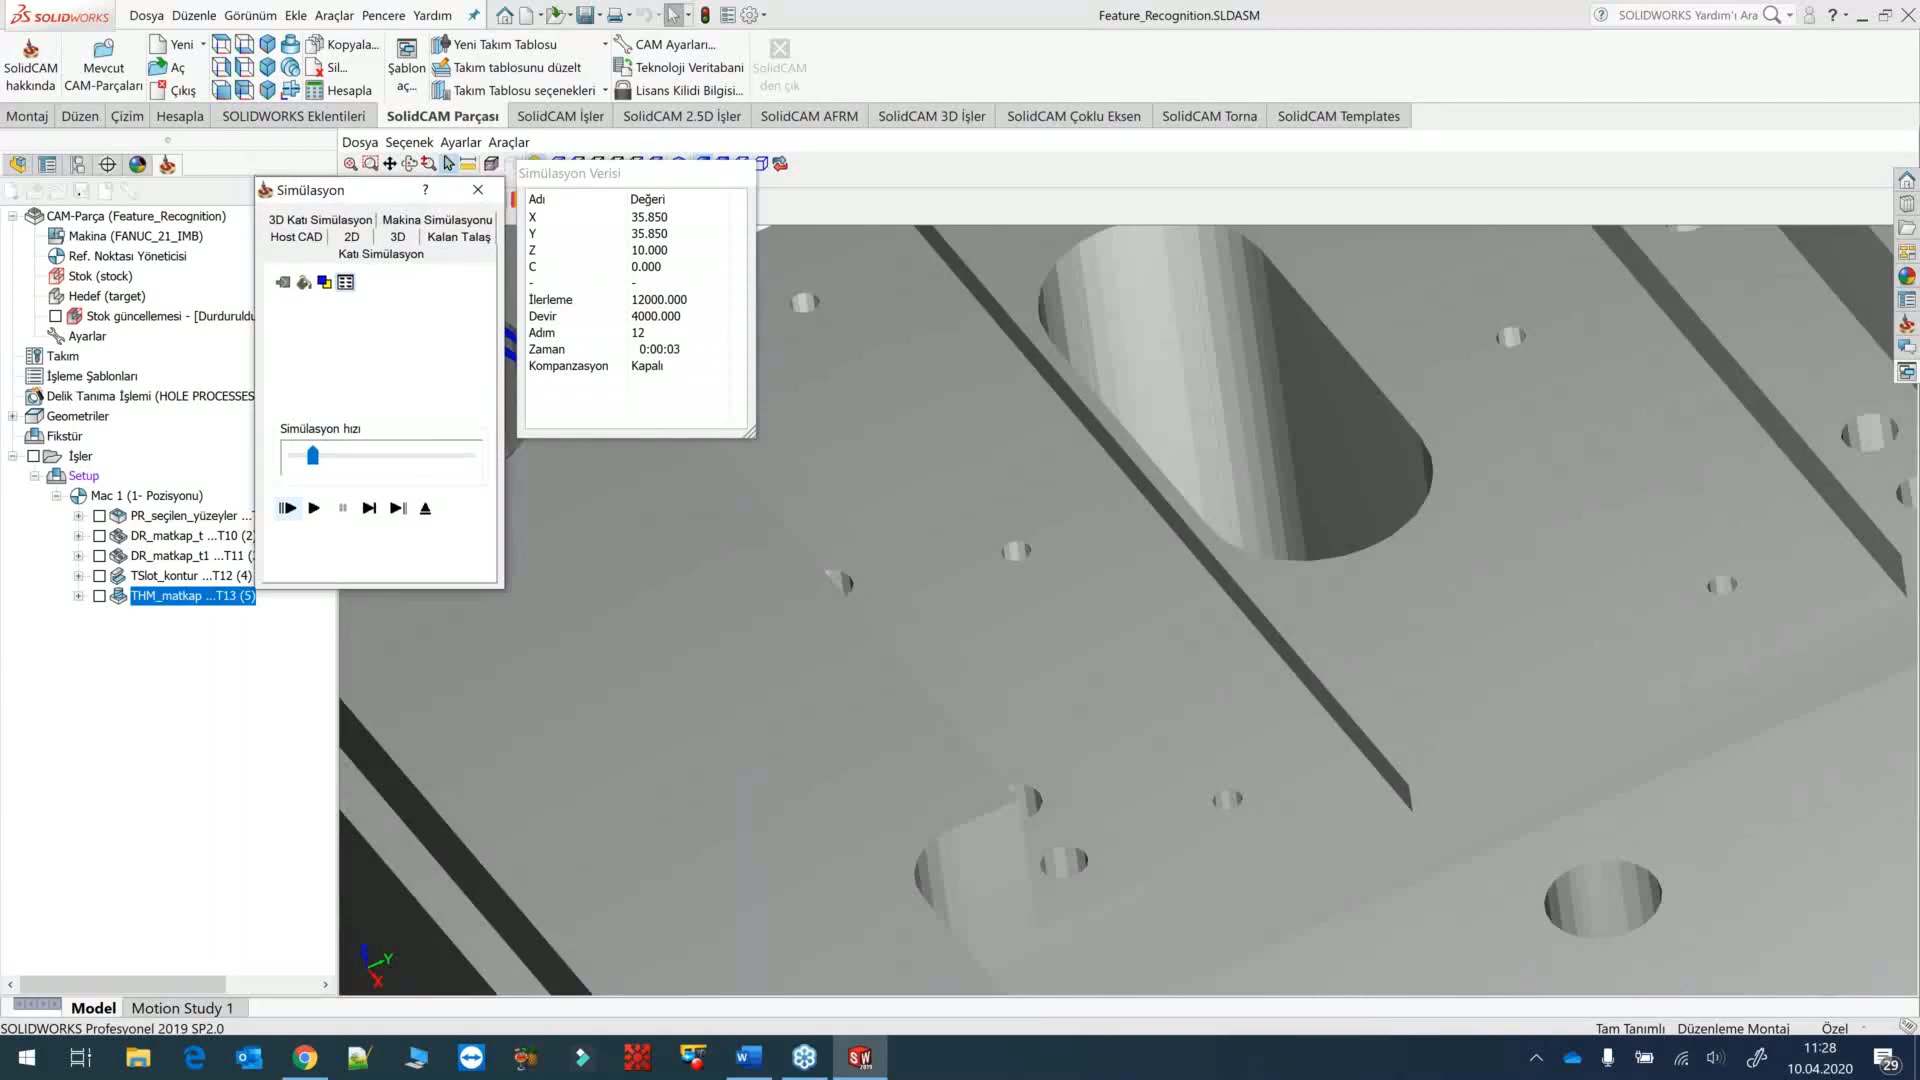 SOLIDWORKS
Dosya Düzenle Görünüm Ekle Araçlar Pencere Yardım
Feature_Recognition.SLDASM
SOLIDWORKS Yardım'ı Ara
SolidCAM hakkında
Mevcut CAM-Parçaları
Yeni
Aç
Çıkış
Kopyala...
Sil...
Hesapla
Şablon aç...
Yeni Takım Tablosu
Takım tablosunu düzelt
Takım Tablosu seçenekleri
CAM Ayarları...
Teknoloji Veritabani
Lisans Kilidi Bilgisi...
SolidCAM den çık
Montaj Düzen Çizim Hesapla SOLIDWORKS Eklentileri SolidCAM Parçası SolidCAM İşler SolidCAM 2.5D İşler SolidCAM AFRM SolidCAM 3D İşler SolidCAM Çoklu Eksen SolidCAM Torna SolidCAM Templates
Dosya Seçenek Ayarlar Araçlar
CAM-Parça (Feature_Recognition)
Makina (FANUC_21_IMB)
Ref. Noktası Yöneticisi
Stok (stock)
Hedef (target)
Stok güncellemesi - [Durduruldu
Ayarlar
Takım
İşleme Şablonları
Delik Tanıma İşlemi (HOLE PROCESSES
Geometriler
Fikstür
İşler
Setup
Mac 1 (1- Pozisyonu)
PR_seçilen_yüzeyler ...T
DR_matkap_t ...T10 (2)
DR_matkap_t1 ...T11 (
TSlot_kontur ...T12 (4)
THM_matkap ...T13 (5)
Simülasyon ?
3D Katı Simülasyon Makina Simülasyonu
Host CAD 2D 3D Kalan Talaş
Katı Simülasyon
Simülasyon hızı
Simülasyon Verisi
Adı Değeri
X 35.850
Y 35.850
Z 10.000
C 0.000
- -
İlerleme 12000.000
Devir 4000.000
Adım 12
Zaman 0:00:03
Kompanzasyon Kapalı
Z
Y
X
Model Motion Study 1
SOLIDWORKS Profesyonel 2019 SP2.0
Tam Tanımlı Düzenleme Montaj Özel
11:28
10.04.2020
29